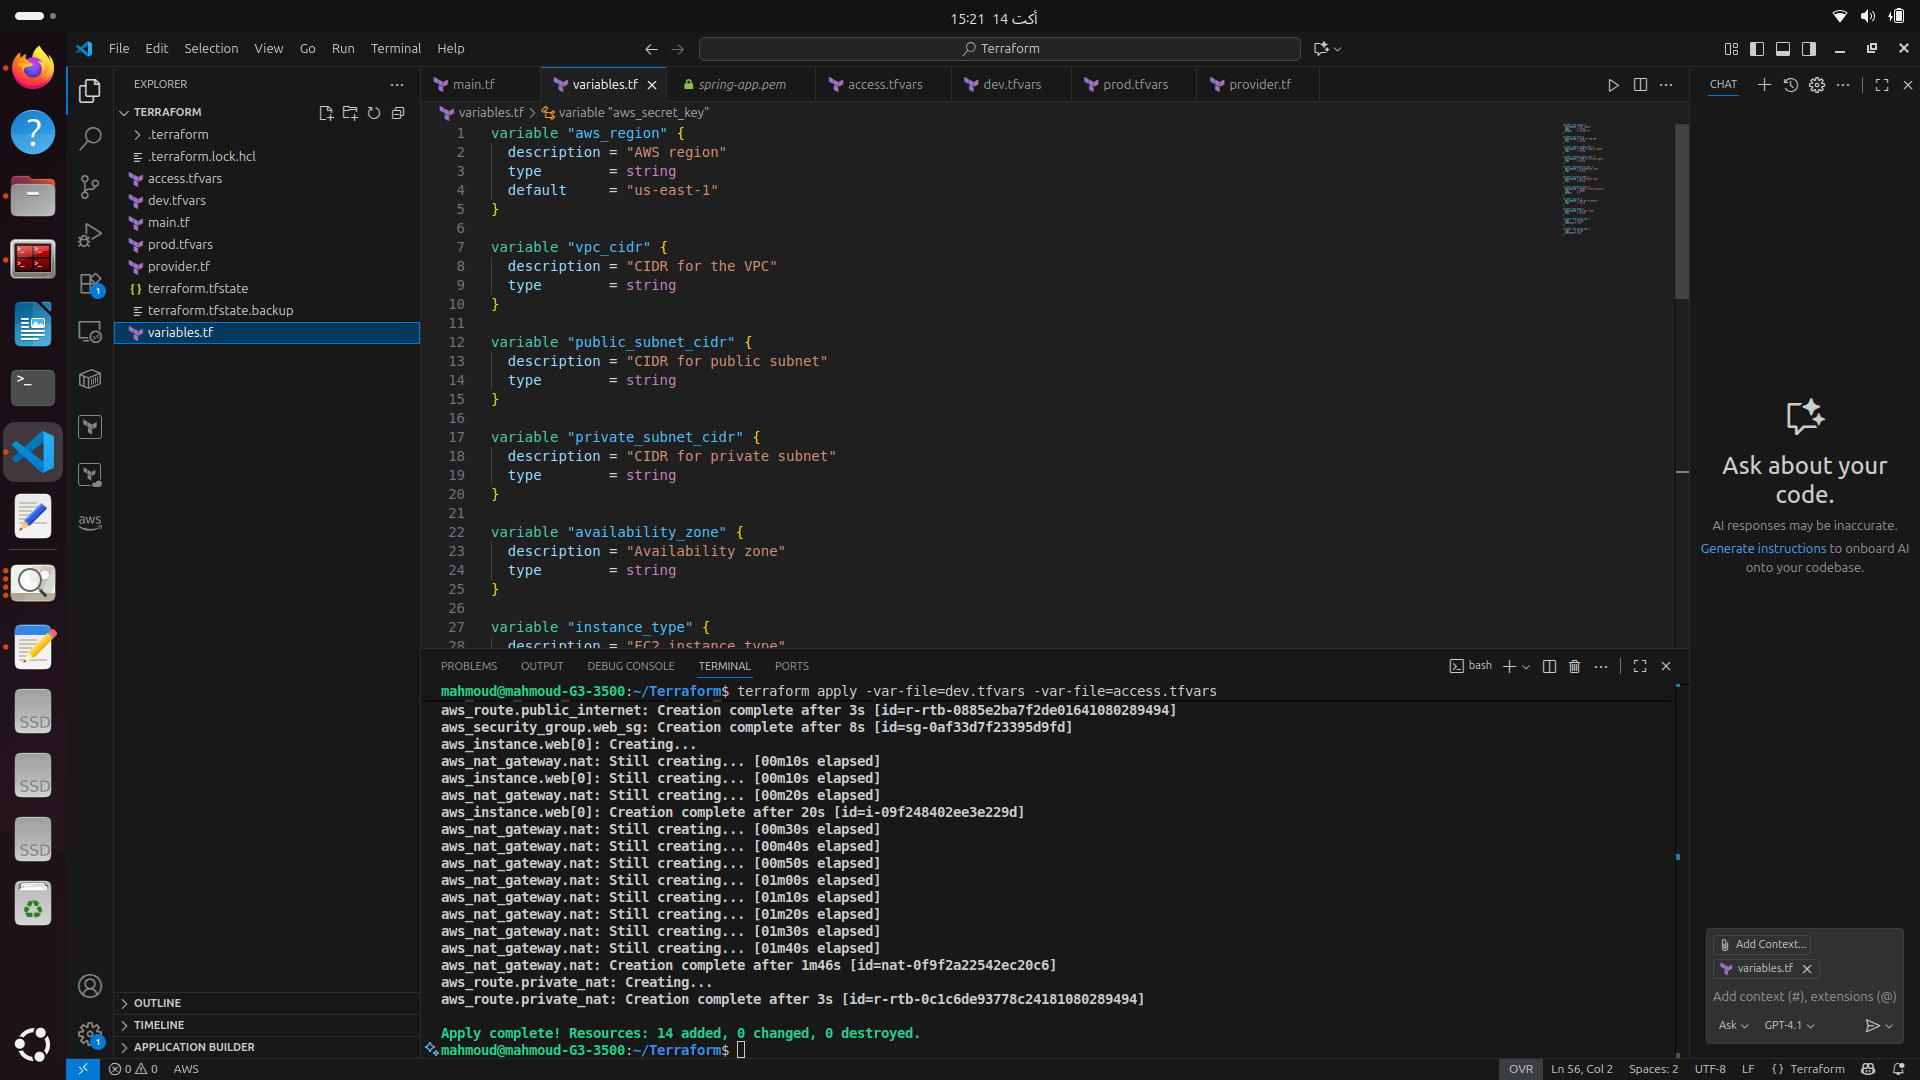 15:21 14 أكت
File Edit Selection View Go Run Terminal Help
Terraform
EXPLORER
TERRAFORM
.terraform
.terraform.lock.hcl
access.tfvars
dev.tfvars
main.tf
prod.tfvars
provider.tf
terraform.tfstate
terraform.tfstate.backup
variables.tf
OUTLINE
TIMELINE
APPLICATION BUILDER
main.tf variables.tf spring-app.pem access.tfvars dev.tfvars prod.tfvars provider.tf
variables.tf > variable "aws_secret_key"
1 variable "aws_region" {
2 description = "AWS region"
3 type = string
4 default = "us-east-1"
5 }
6
7 variable "vpc_cidr" {
8 description = "CIDR for the VPC"
9 type = string
10 }
11
12 variable "public_subnet_cidr" {
13 description = "CIDR for public subnet"
14 type = string
15 }
16
17 variable "private_subnet_cidr" {
18 description = "CIDR for private subnet"
19 type = string
20 }
21
22 variable "availability_zone" {
23 description = "Availability zone"
24 type = string
25 }
26
27 variable "instance_type" {
28 description = "EC2 instance type"
PROBLEMS OUTPUT DEBUG CONSOLE TERMINAL PORTS
bash
mahmoud@mahmoud-G3-3500:~/Terraform$ terraform apply -var-file=dev.tfvars -var-file=access.tfvars
aws_route.public_internet: Creation complete after 3s [id=r-rtb-0885e2ba7f2de01641080289494]
aws_security_group.web_sg: Creation complete after 8s [id=sg-0af33d7f23395d9fd]
aws_instance.web[0]: Creating...
aws_nat_gateway.nat: Still creating... [00m10s elapsed]
aws_instance.web[0]: Still creating... [00m10s elapsed]
aws_nat_gateway.nat: Still creating... [00m20s elapsed]
aws_instance.web[0]: Creation complete after 20s [id=i-09f248402ee3e229d]
aws_nat_gateway.nat: Still creating... [00m30s elapsed]
aws_nat_gateway.nat: Still creating... [00m40s elapsed]
aws_nat_gateway.nat: Still creating... [00m50s elapsed]
aws_nat_gateway.nat: Still creating... [01m00s elapsed]
aws_nat_gateway.nat: Still creating... [01m10s elapsed]
aws_nat_gateway.nat: Still creating... [01m20s elapsed]
aws_nat_gateway.nat: Still creating... [01m30s elapsed]
aws_nat_gateway.nat: Still creating... [01m40s elapsed]
aws_nat_gateway.nat: Creation complete after 1m46s [id=nat-0f9f2a22542ec20c6]
aws_route.private_nat: Creating...
aws_route.private_nat: Creation complete after 3s [id=r-rtb-0c1c6de93778c24181080289494]
Apply complete! Resources: 14 added, 0 changed, 0 destroyed.
mahmoud@mahmoud-G3-3500:~/Terraform$
CHAT
Ask about your
code.
AI responses may be inaccurate.
Generate instructions to onboard AI
onto your codebase.
Add Context...
variables.tf
Add context (#), extensions (@)
Ask GPT-4.1
aws
SSD
SSD
SSD
1
1
0 0 AWS
OVR Ln 56, Col 2 Spaces: 2 UTF-8 LF {} Terraform